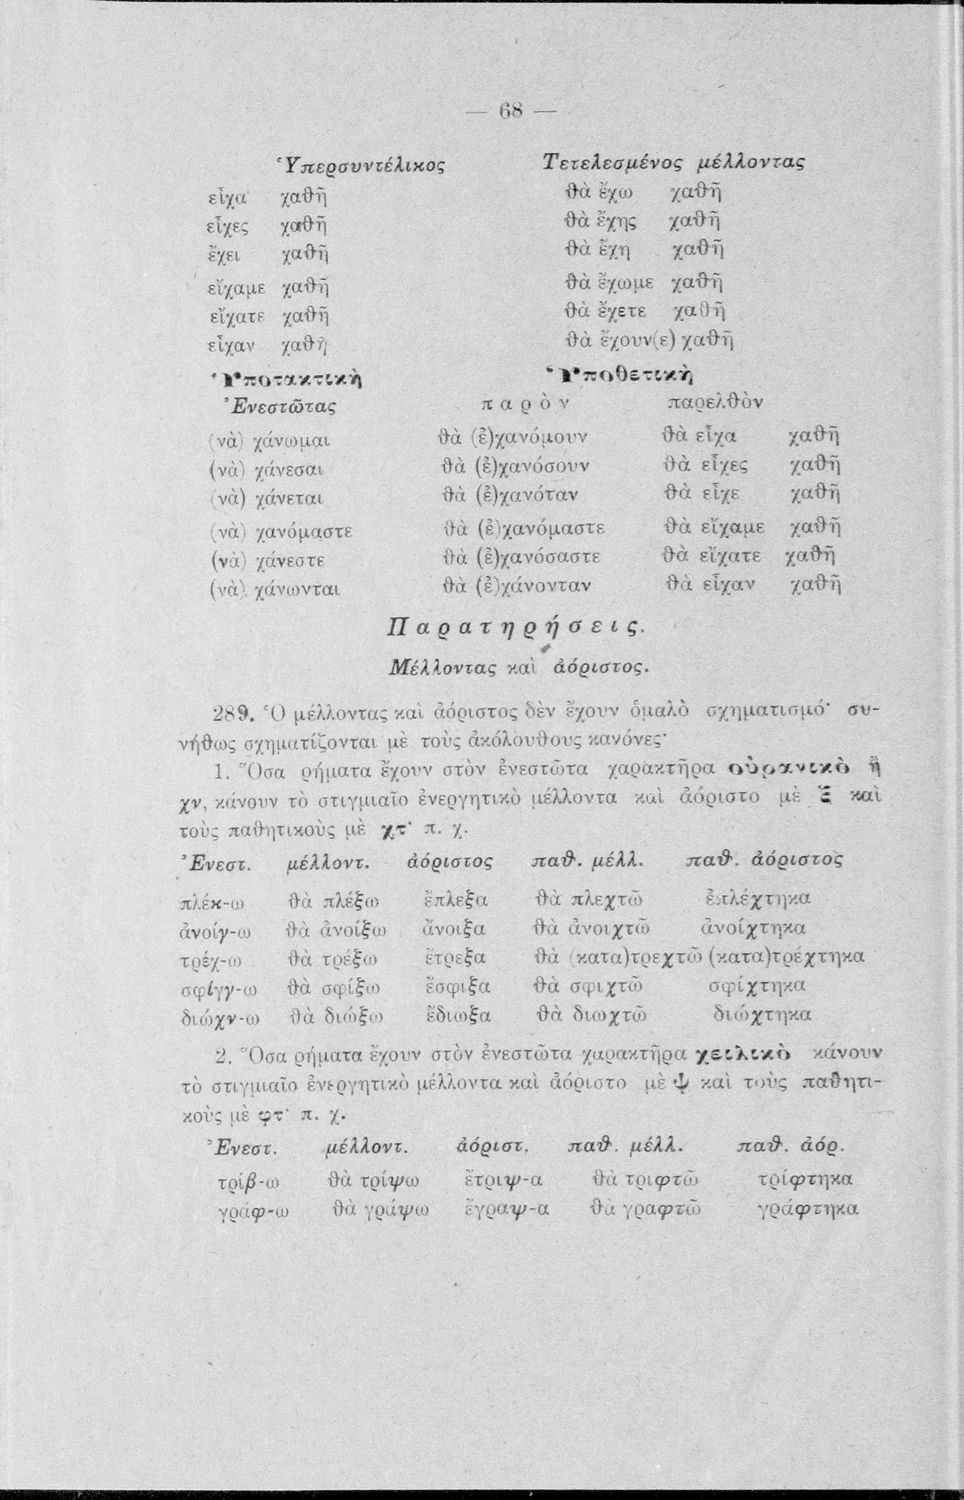 — 68 —
Ὑπερσυντέλικος Τετελεσμένος μέλλοντας
εἶχα χαθῆ θὰ ἔχω χαθῆ
εἶχες χαθῆ θὰ ἔχης χαθῆ
ἔχει χαθῆ θὰ ἔχη χαθῆ
εἴχαμε χαθῆ θὰ ἔχωμε χαθῆ
εἴχατε χαθῆ θὰ ἔχετε χαθῆ
εἶχαν χαθῆ θὰ ἔχουν(ε) χαθῆ
Ὑποτακτικὴ Ὑποθετικὴ
Ἐνεστῶτας παρὸν παρελθὸν
(νὰ) χάνωμαι θὰ (ἐ)χανόμουν θὰ εἶχα χαθῆ
(νὰ) χάνεσαι θὰ (ἐ)χανόσουν θὰ εἶχες χαθῆ
(νὰ) χάνεται θὰ (ἐ)χανόταν θὰ εἶχε χαθῆ
(νὰ) χανόμαστε θὰ (ἐ)χανόμαστε θὰ εἴχαμε χαθῆ
(νὰ) χάνεστε θὰ (ἐ)χανόσαστε θὰ εἴχατε χαθῆ
(νὰ) χάνωνται θὰ (ἐ)χάνονταν θὰ εἶχαν χαθῆ
Παρατηρήσεις.
Μέλλοντας καὶ ἀόριστος.
289. Ὁ μέλλοντας καὶ ἀόριστος δὲν ἔχουν ὁμαλὸ σχηματισμό· συ-
νήθως σχηματίζονται μὲ τοὺς ἀκόλουθους κανόνες·
1. Ὅσα ρήματα ἔχουν στὸν ἐνεστῶτα χαρακτῆρα οὐρανικὸ ἢ
χν, κάνουν τὸ στιγμιαῖο ἐνεργητικὸ μέλλοντα καὶ ἀόριστο μὲ Ξ καὶ
τοὺς παθητικοὺς μὲ χτ· π. χ.
Ἐνεστ. μέλλοντ. ἀόριστος παθ. μέλλ. παθ. ἀόριστος
πλέκ-ω θὰ πλέξω ἔπλεξα θὰ πλεχτῶ ἐπλέχτηκα
ἀνοίγ-ω θὰ ἀνοίξω ἄνοιξα θὰ ἀνοιχτῶ ἀνοίχτηκα
τρέχ-ω θὰ τρέξω ἔτρεξα θὰ (κατα)τρεχτῶ (κατα)τρέχτηκα
σφίγγ-ω θὰ σφίξω ἔσφιξα θὰ σφιχτῶ σφίχτηκα
διώχν-ω θὰ διώξω ἔδιωξα θὰ διωχτῶ διώχτηκα
2. Ὅσα ρήματα ἔχουν στὸν ἐνεστῶτα χαρακτῆρα χειλικὸ κάνουν
τὸ στιγμιαῖο ἐνεργητικὸ μέλλοντα καὶ ἀόριστο μὲ ψ καὶ τοὺς παθητι-
κοὺς μὲ φτ· π. χ.
Ἐνεστ. μέλλοντ. ἀόριστ. παθ. μέλλ. παθ. ἀόρ.
τρίβ-ω θὰ τρίψω ἔτριψ-α θὰ τριφτῶ τρίφτηκα
γράφ-ω θὰ γράψω ἔγραψ-α θὰ γραφτῶ γράφτηκα